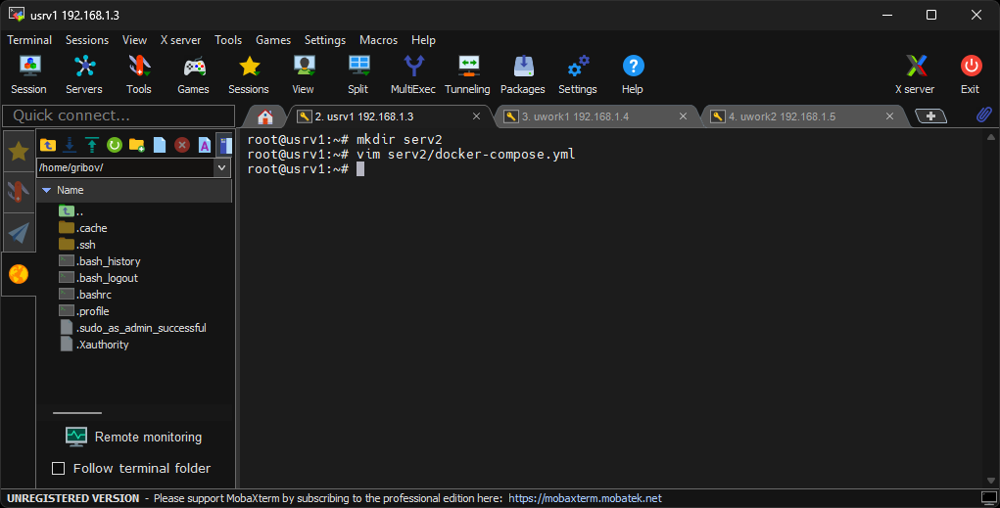 usrv1 192.168.1.3
Terminal Sessions View X server Tools Games Settings Macros Help
Session Servers Tools Games Sessions View Split MultiExec Tunneling Packages Settings Help X server Exit
Quick connect...
2. usrv1 192.168.1.3
3. uwork1 192.168.1.4
4. uwork2 192.168.1.5
/home/gribov/
Name
..
.cache
.ssh
.bash_history
.bash_logout
.bashrc
.profile
.sudo_as_admin_successful
.Xauthority
Remote monitoring
Follow terminal folder
root@usrv1:~# mkdir serv2
root@usrv1:~# vim serv2/docker-compose.yml
root@usrv1:~#
UNREGISTERED VERSION - Please support MobaXterm by subscribing to the professional edition here: https://mobaxterm.mobatek.net